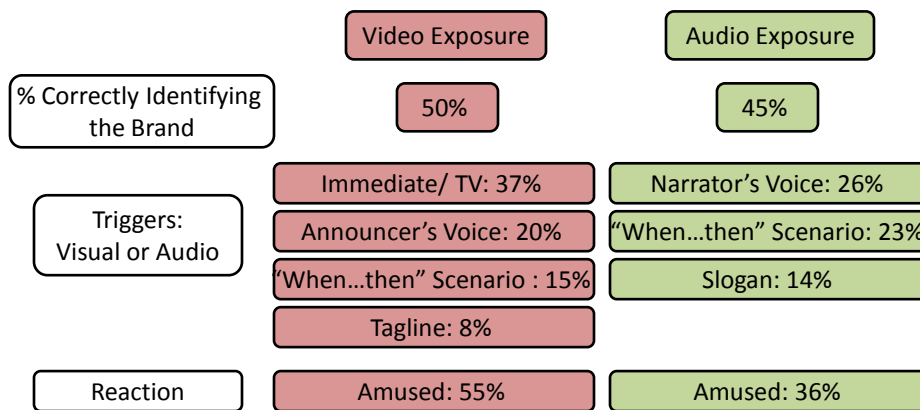 Video Exposure
Audio Exposure
% Correctly Identifying
the Brand
50%
45%
Triggers:
Visual or Audio
Immediate/ TV: 37%
Announcer’s Voice: 20%
“When...then” Scenario : 15%
Tagline: 8%
Narrator’s Voice: 26%
“When...then” Scenario: 23%
Slogan: 14%
Reaction
Amused: 55%
Amused: 36%